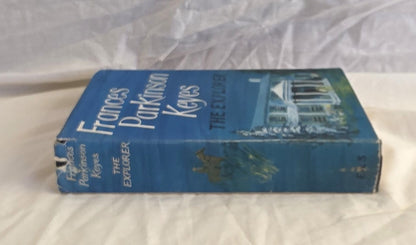 Frances
Parkinson
Keyes
THE EXPLORER
Frances
Parkinson
Keyes
THE EXPLORER